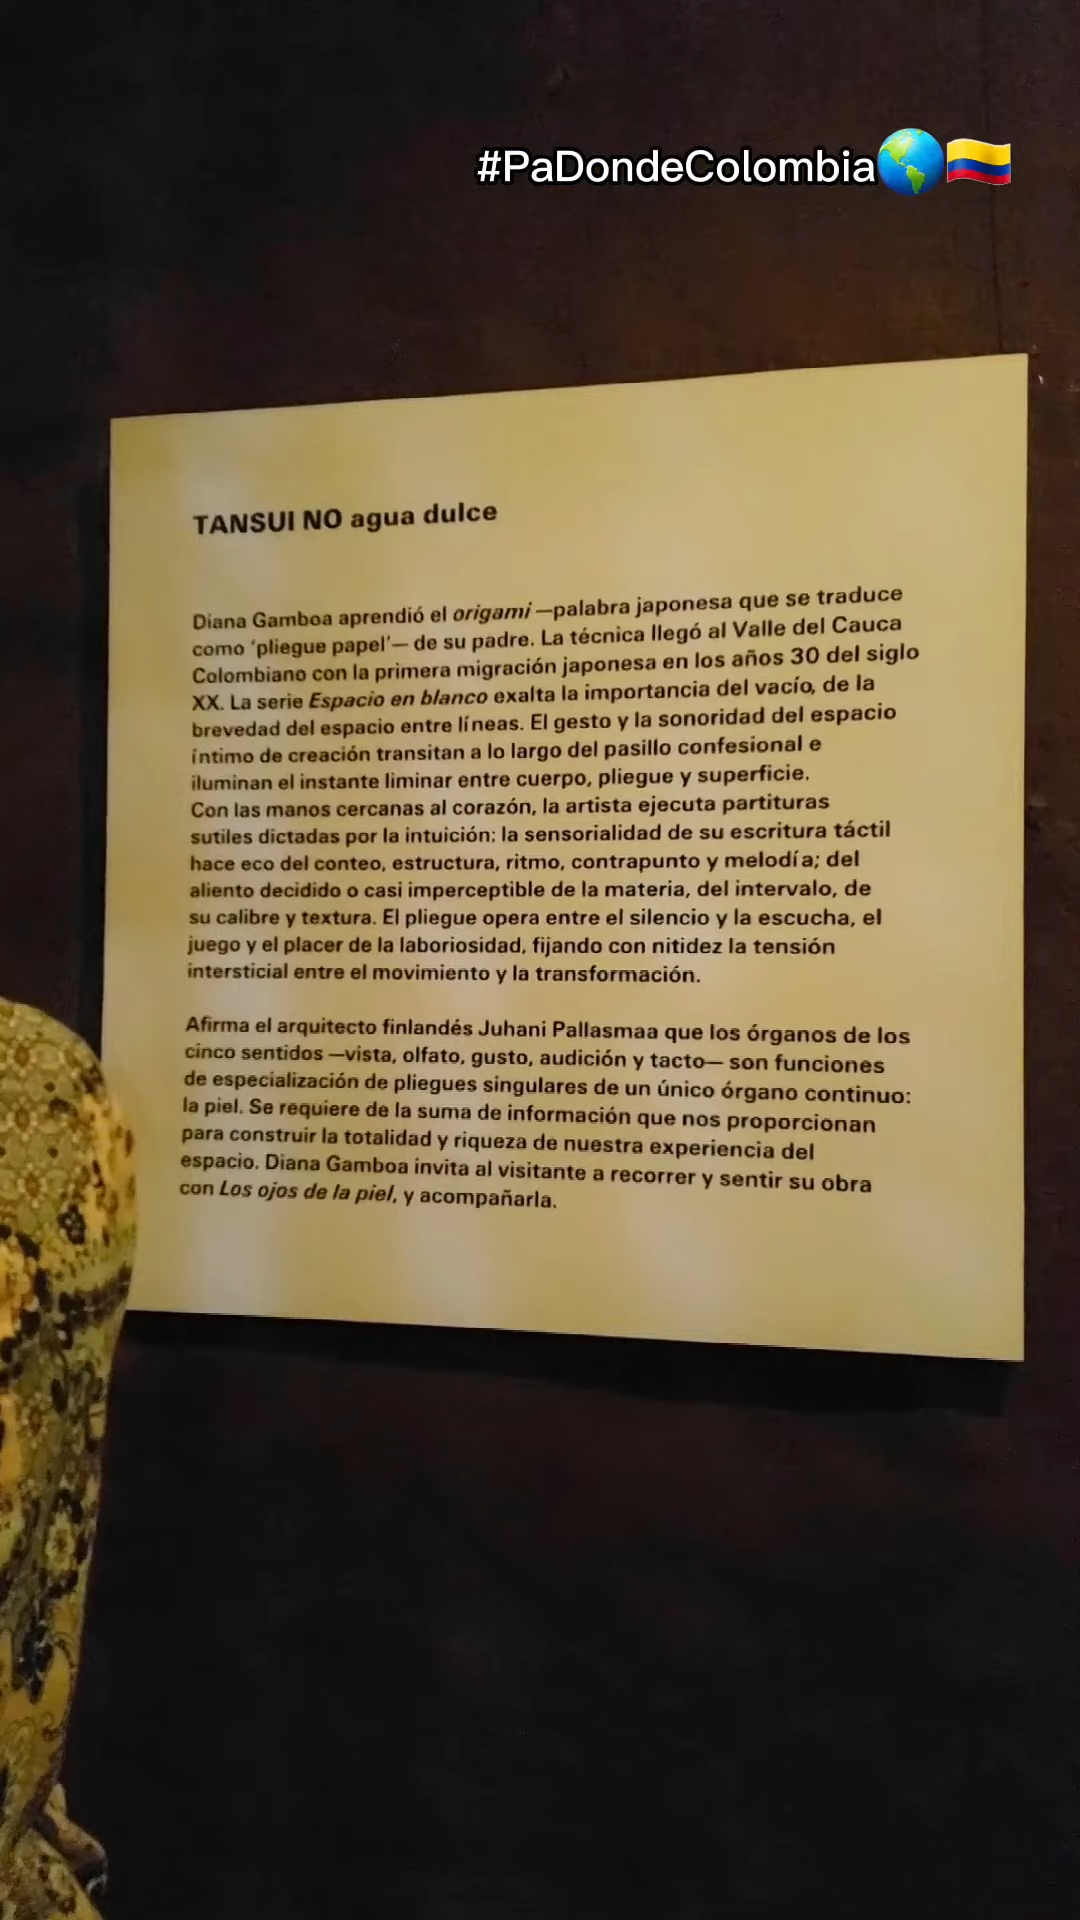 #PaDondeColombia🌎🇨🇴
TANSUI NO agua dulce
Diana Gamboa aprendió el origami —palabra japonesa que se traduce
como ‘pliegue papel’— de su padre. La técnica llegó al Valle del Cauca
Colombiano con la primera migración japonesa en los años 30 del siglo
XX. La serie Espacio en blanco exalta la importancia del vacío, de la
brevedad del espacio entre líneas. El gesto y la sonoridad del espacio
íntimo de creación transitan a lo largo del pasillo confesional e
iluminan el instante liminar entre cuerpo, pliegue y superficie.
Con las manos cercanas al corazón, la artista ejecuta partituras
sutiles dictadas por la intuición: la sensorialidad de su escritura táctil
hace eco del conteo, estructura, ritmo, contrapunto y melodía; del
aliento decidido o casi imperceptible de la materia, del intervalo, de
su calibre y textura. El pliegue opera entre el silencio y la escucha, el
juego y el placer de la laboriosidad, fijando con nitidez la tensión
intersticial entre el movimiento y la transformación.
Afirma el arquitecto finlandés Juhani Pallasmaa que los órganos de los
cinco sentidos —vista, olfato, gusto, audición y tacto— son funciones
de especialización de pliegues singulares de un único órgano continuo:
la piel. Se requiere de la suma de información que nos proporcionan
para construir la totalidad y riqueza de nuestra experiencia del
espacio. Diana Gamboa invita al visitante a recorrer y sentir su obra
con Los ojos de la piel, y acompañarla.